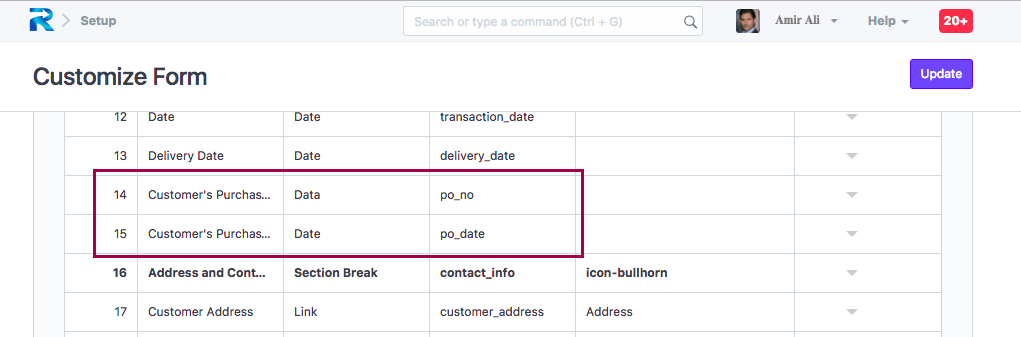 Setup Search or type a command (Ctrl + G) Amir Ali Help 20+
Customize Form Update
12 Date Date transaction_date
13 Delivery Date Date delivery_date
14 Customer's Purchas... Data po_no
15 Customer's Purchas... Date po_date
16 Address and Cont... Section Break contact_info icon-bullhorn
17 Customer Address Link customer_address Address